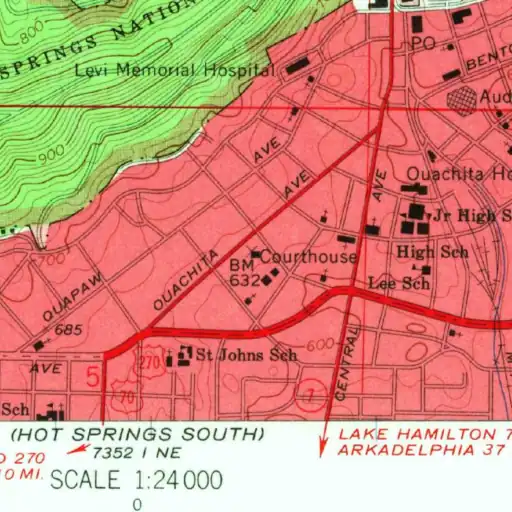 800
SPRINGS NATION
PO
BENTO
Levi Memorial Hospital
Aud
900
AVE
Ouachita Ho
AVE
AVE
Jr High S
700
High Sch
BM
632
Courthouse
OUACHITA
Lee Sch
QUAPAW
685
600
AVE
270
St Johns Sch
5
70
7
CENTRAL
Sch
(HOT SPRINGS SOUTH)
7352 I NE
270
10 MI.
SCALE 1:24 000
0
LAKE HAMILTON 7
ARKADELPHIA 37